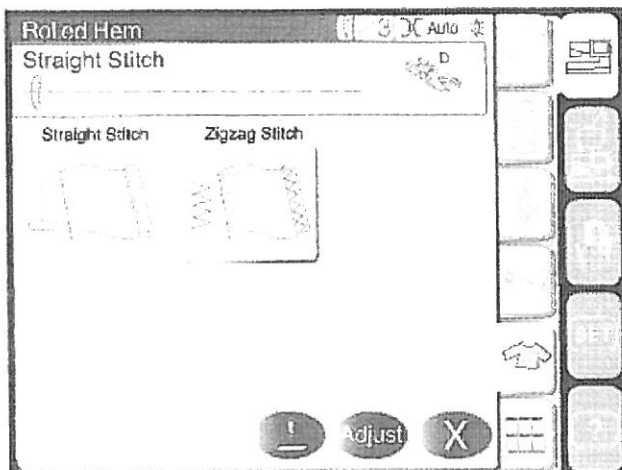 Rolled Hem
3 Auto
Straight Stitch
D
Straight Stitch Zigzag Stitch
SET
?
! Adjust X